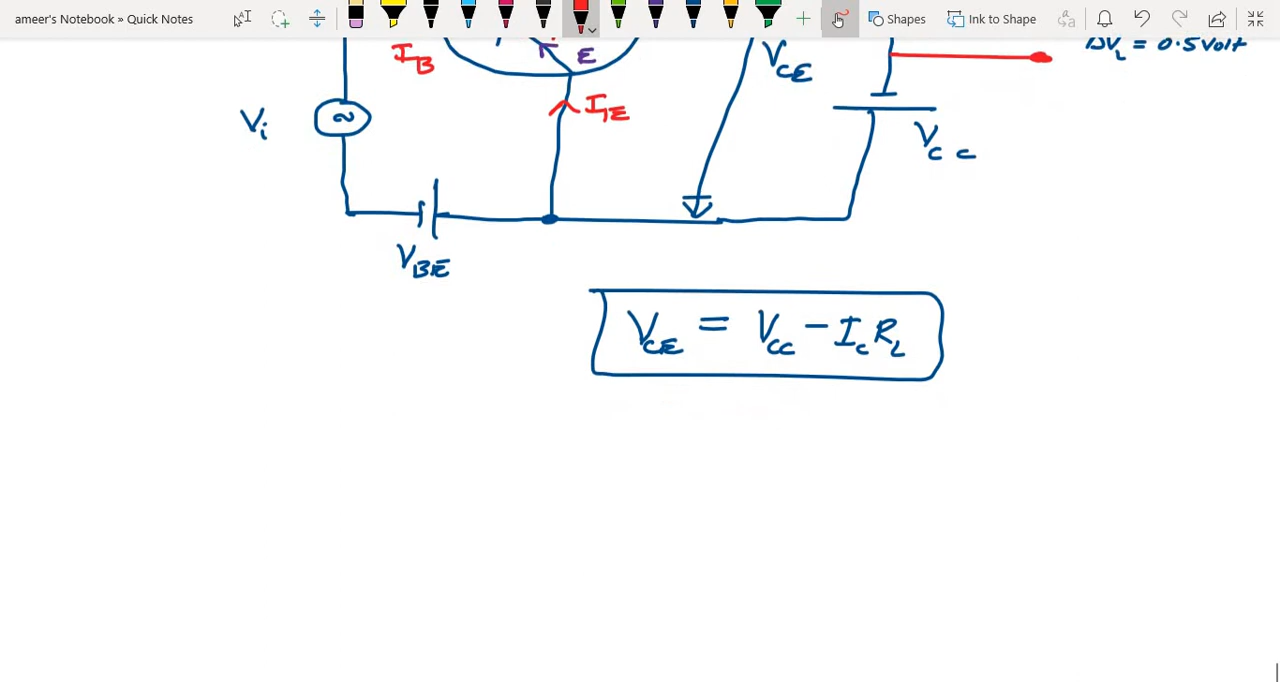 ameer's Notebook » Quick Notes
Shapes
Ink to Shape
I_B
E
V_CE
ΔV_L = 0.5 Volt
V_i
I_E
V_CC
V_BE
V_CE = V_CC - I_C R_L